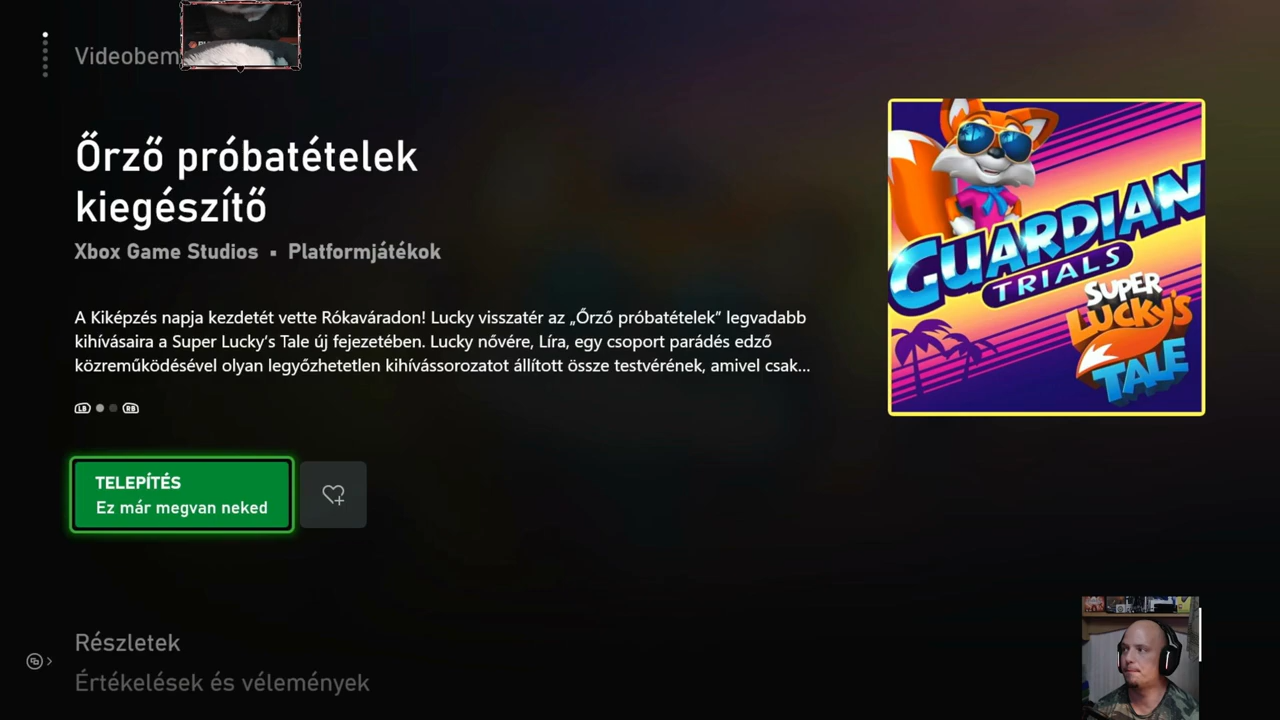 Videobem
Őrző próbatételek
kiegészítő
Xbox Game Studios ▪ Platformjátékok
A Kiképzés napja kezdetét vette Rókaváradon! Lucky visszatér az „Őrző próbatételek” legvadabb
kihívásaira a Super Lucky’s Tale új fejezetében. Lucky nővére, Líra, egy csoport parádés edző
közreműködésével olyan legyőzhetetlen kihívássorozatot állított össze testvérének, amivel csak...
LB RB
TELEPÍTÉS
Ez már megvan neked
GUARDIAN
TRIALS
SUPER
LUCKY'S
TALE
Részletek
Értékelések és vélemények